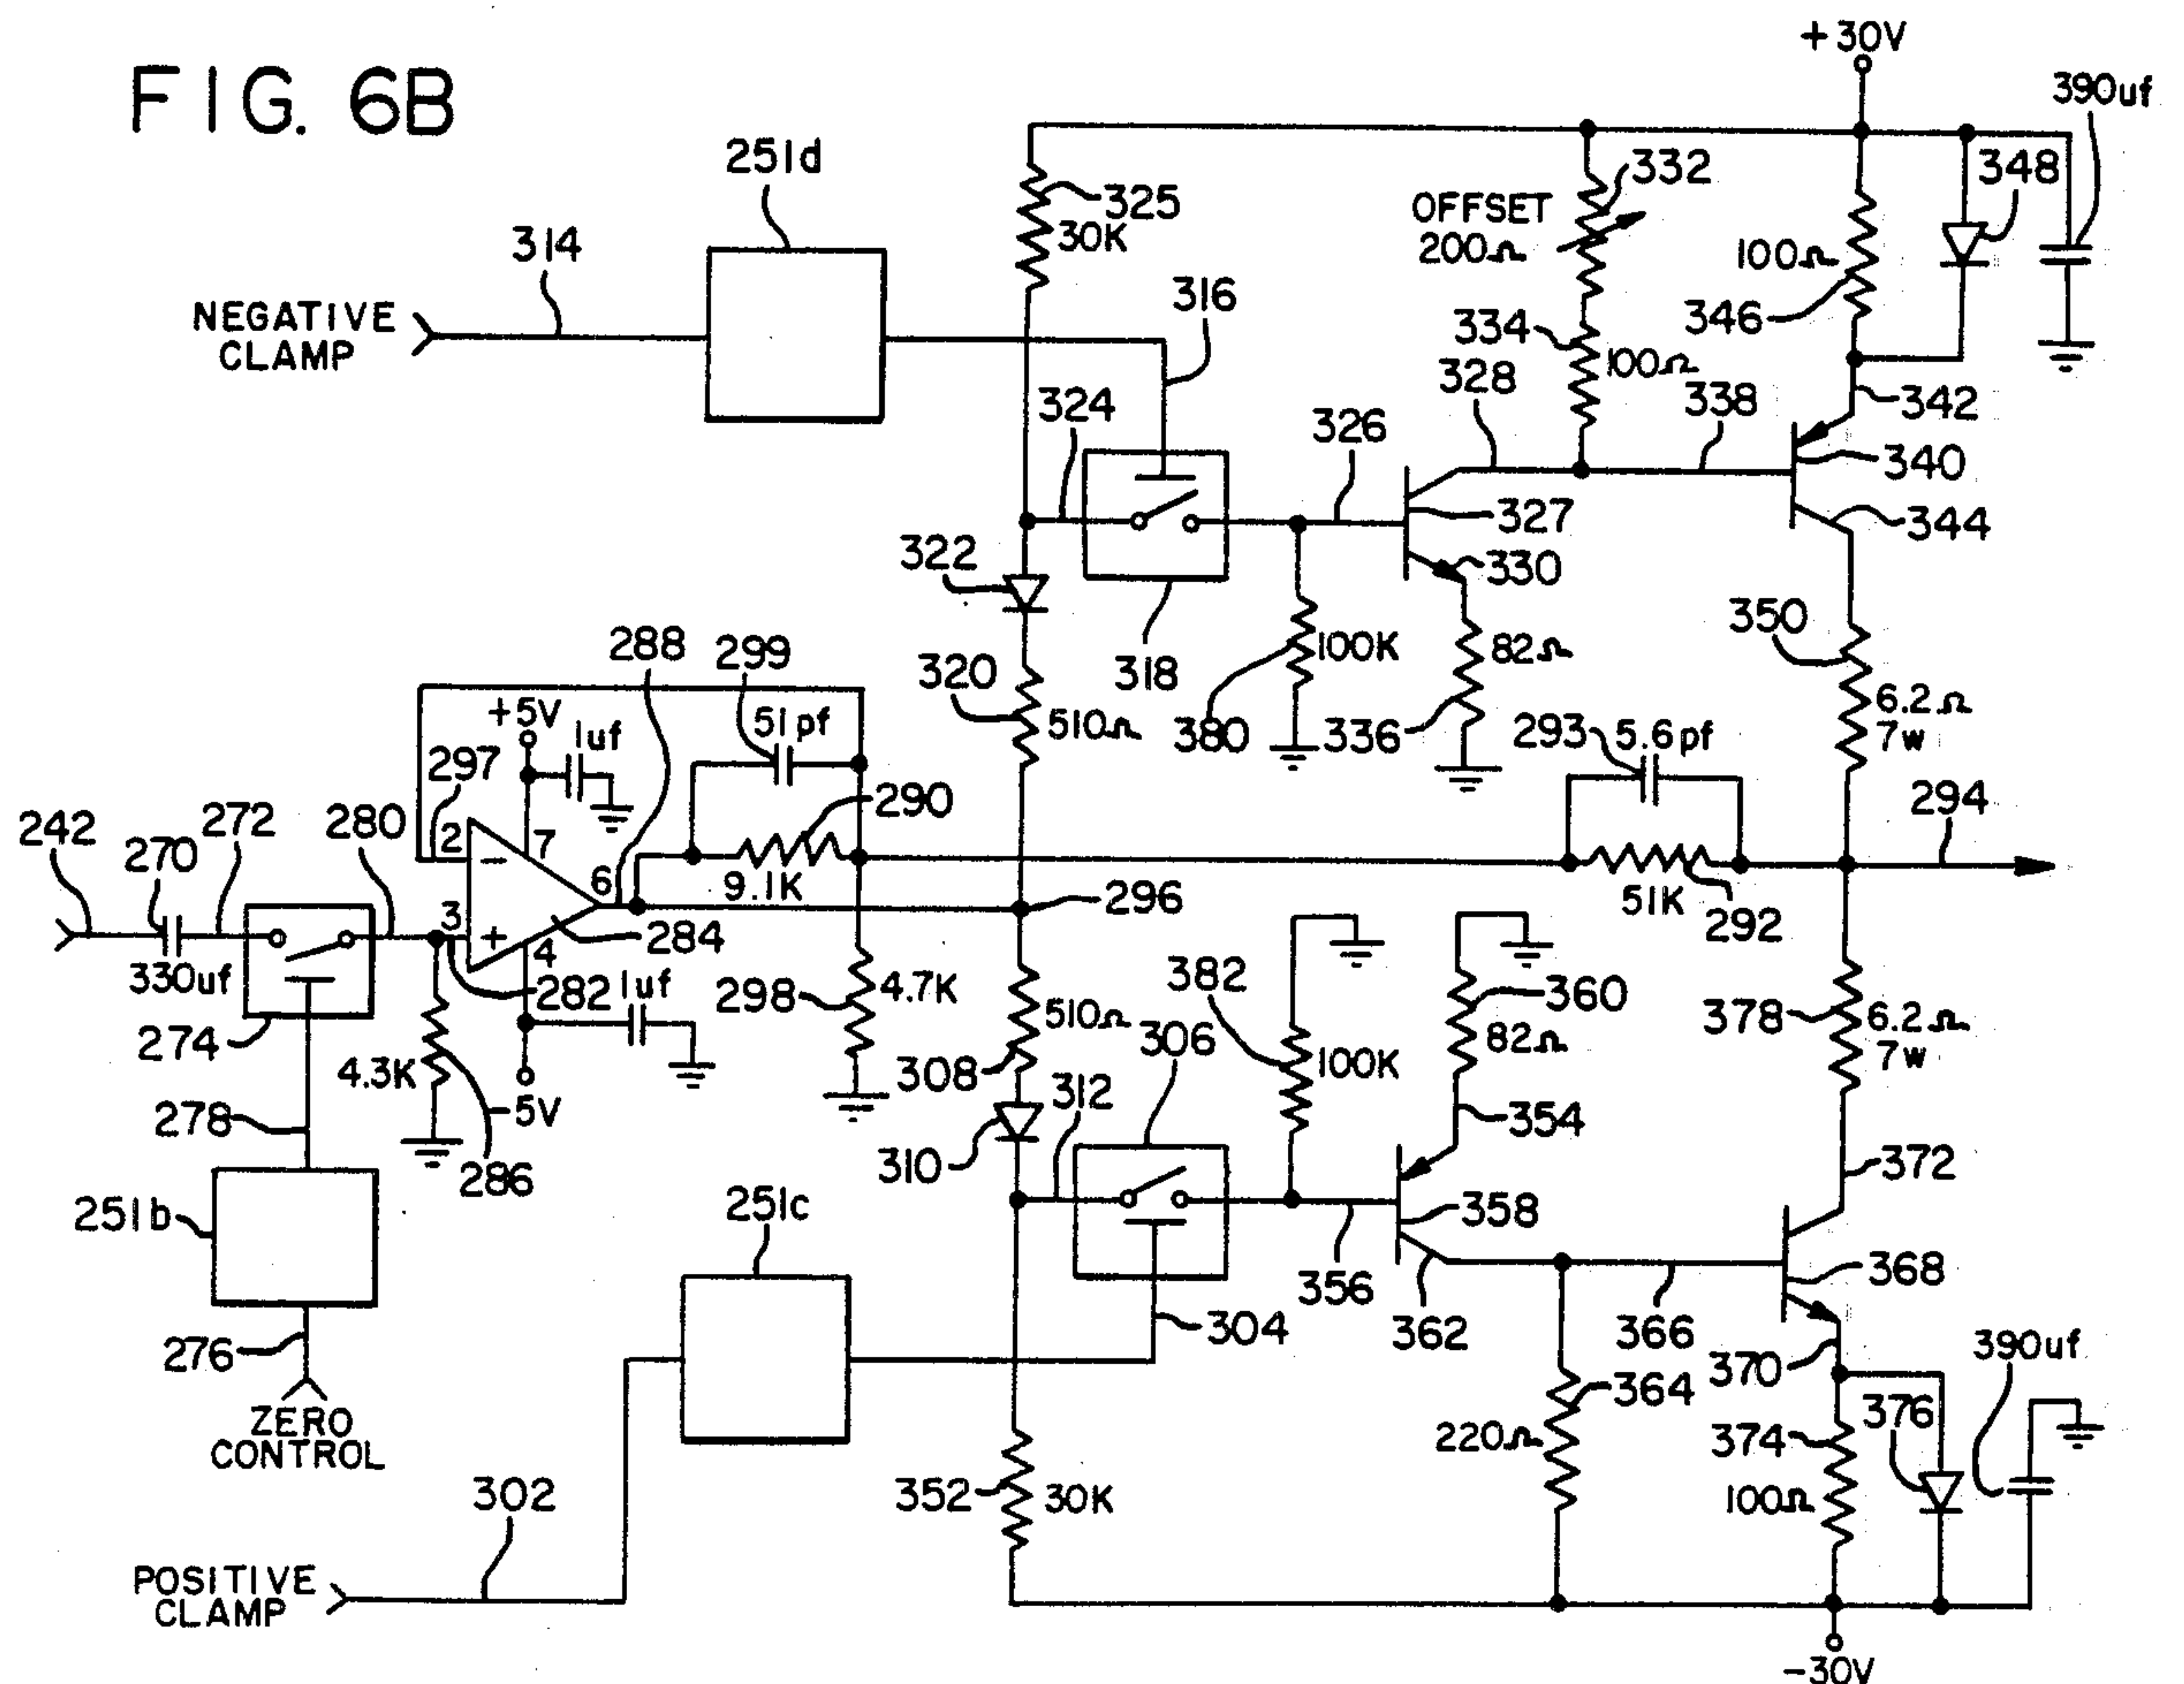 FIG. 6B
+30V
390uf
251d
332
348
325
30K
OFFSET
200Ω
314
100Ω
316
346
NEGATIVE
CLAMP
334
100Ω
328
338
342
324
326
340
327
344
322
330
350
288
299
320
318
100K
82Ω
+5V
1uf
51pf
510Ω
380
336
293
5.6pf
6.2Ω
7w
297
290
294
242
270
272
280
2
7
-
6
9.1K
296
51K
292
3
+
4
284
330uf
282
1uf
298
4.7K
382
360
378
6.2Ω
7w
274
510Ω
306
82Ω
4.3K
308
312
100K
278
-5V
354
310
286
372
251b
251c
358
356
362
304
366
368
276
370
390uf
ZERO
CONTROL
364
376
220Ω
374
302
352
30K
100Ω
POSITIVE
CLAMP
-30V